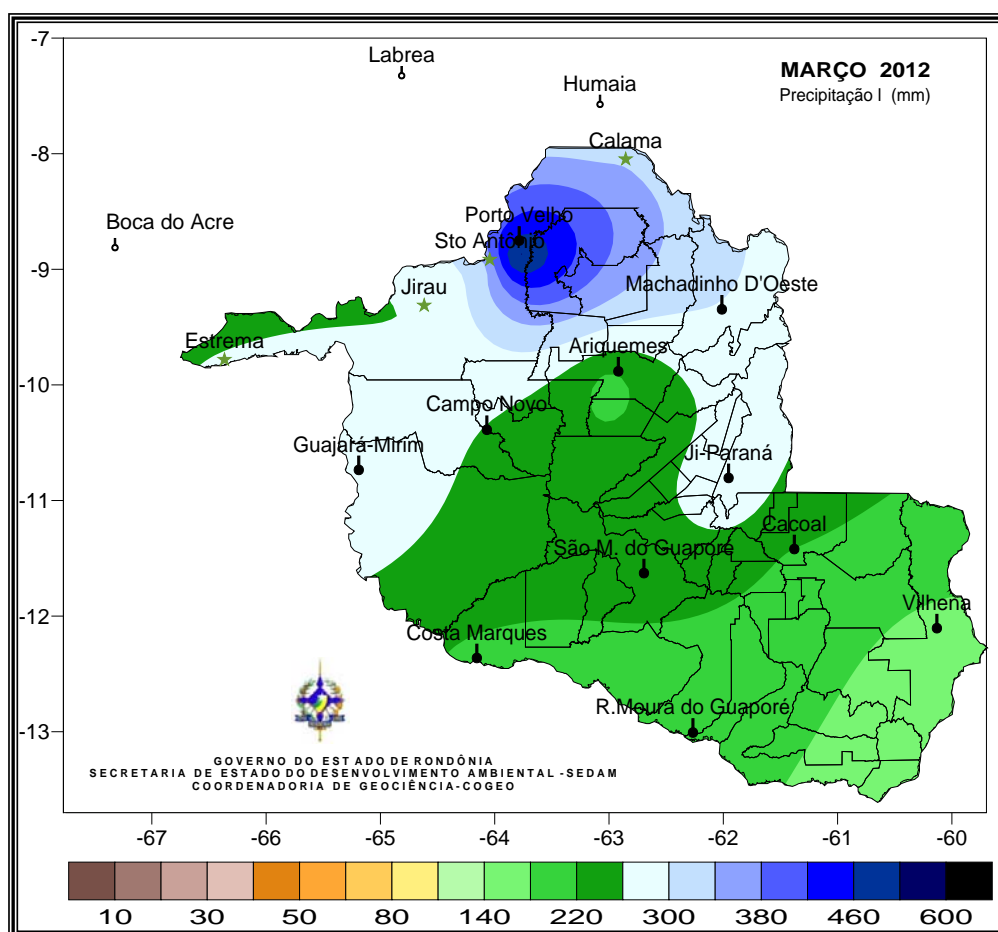 MARÇO 2012
Precipitação l (mm)
Labrea
Humaia
Calama
Boca do Acre
Porto Velho
Sto Antônio
Jirau
Machadinho D'Oeste
Estrema
Ariquemes
Campo Novo
Guajará-Mirim
Ji-Paraná
Cacoal
São M. do Guaporé
Vilhena
Costa Marques
R.Moura do Guaporé
GOVERNO DO ESTADO DE RONDÔNIA
SECRETARIA DE ESTADO DO DESENVOLVIMENTO AMBIENTAL -SEDAM
COORDENADORIA DE GEOCIÊNCIA-COGEO
-7
-8
-9
-10
-11
-12
-13
-67 -66 -65 -64 -63 -62 -61 -60
10 30 50 80 140 220 300 380 460 600